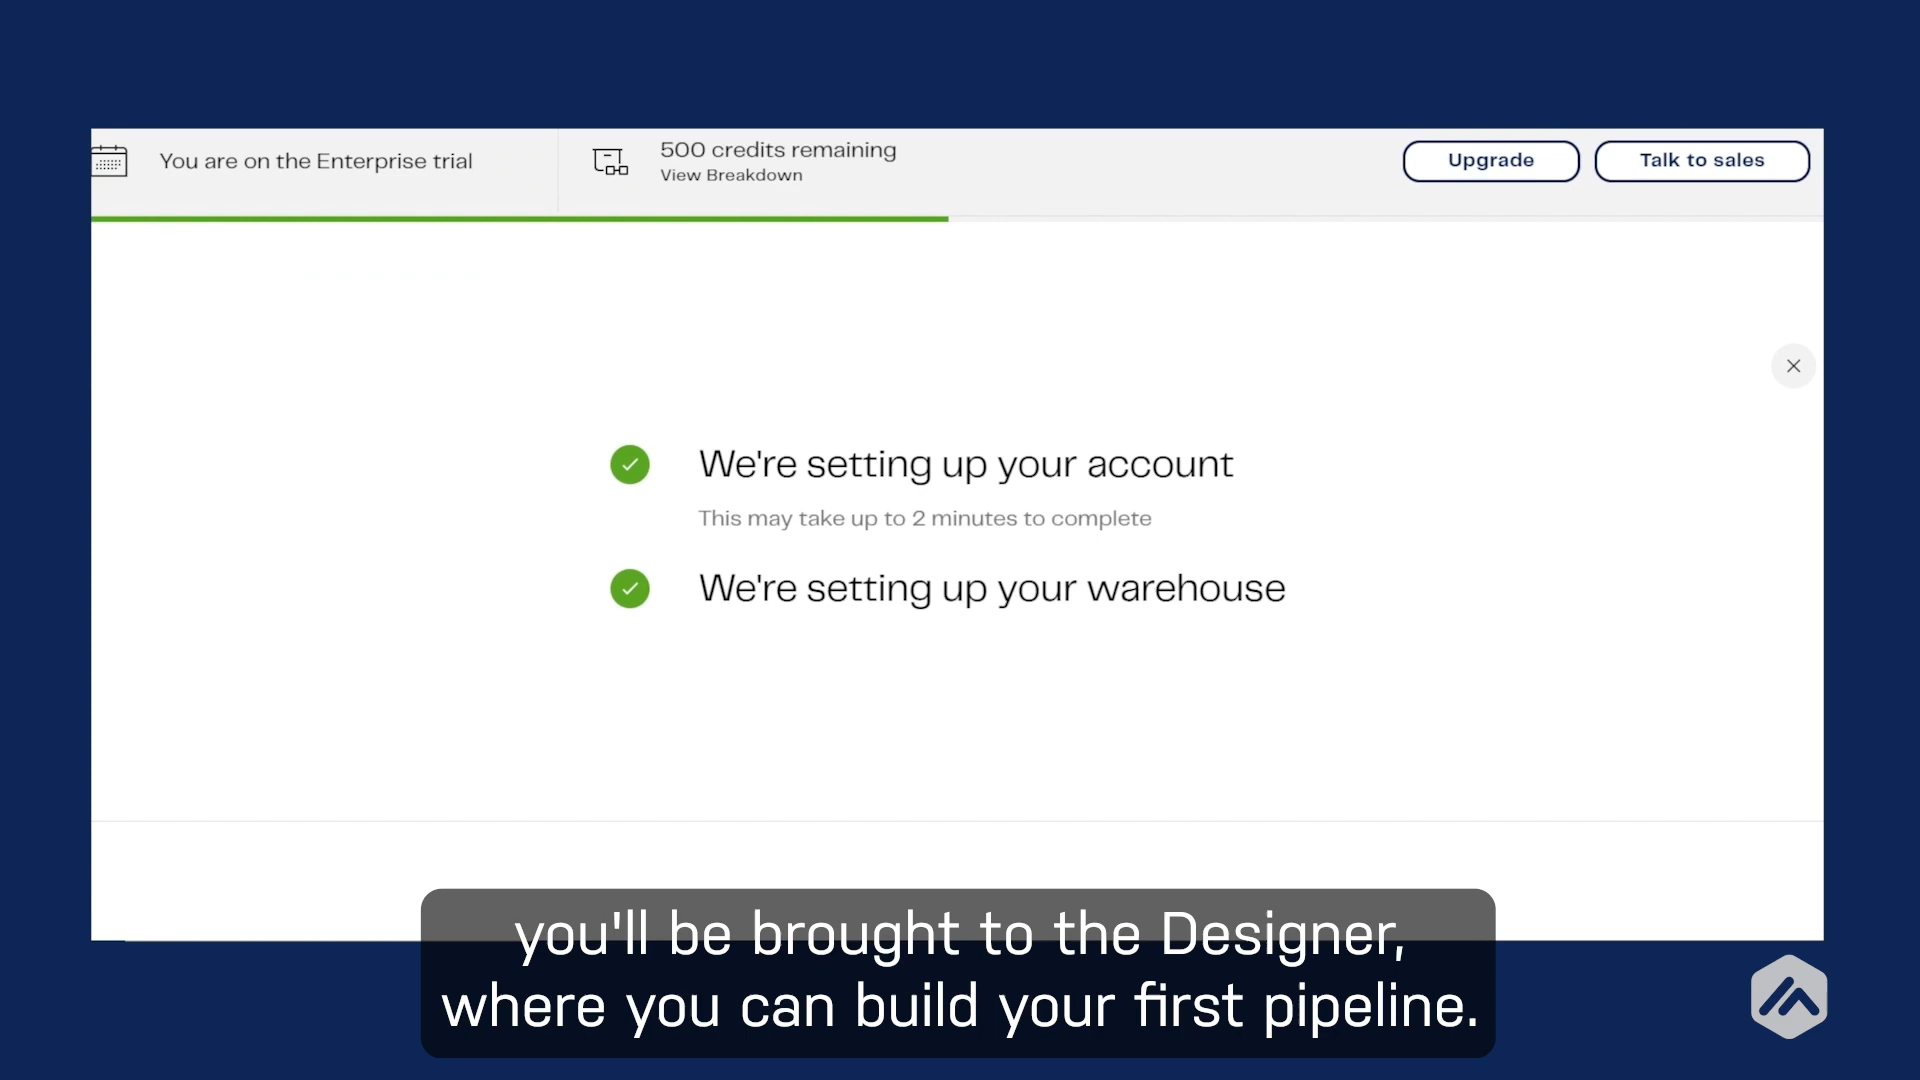 You are on the Enterprise trial
500 credits remaining
View Breakdown
Upgrade
Talk to sales
We're setting up your account
This may take up to 2 minutes to complete
We're setting up your warehouse
you'll be brought to the Designer,
where you can build your first pipeline.